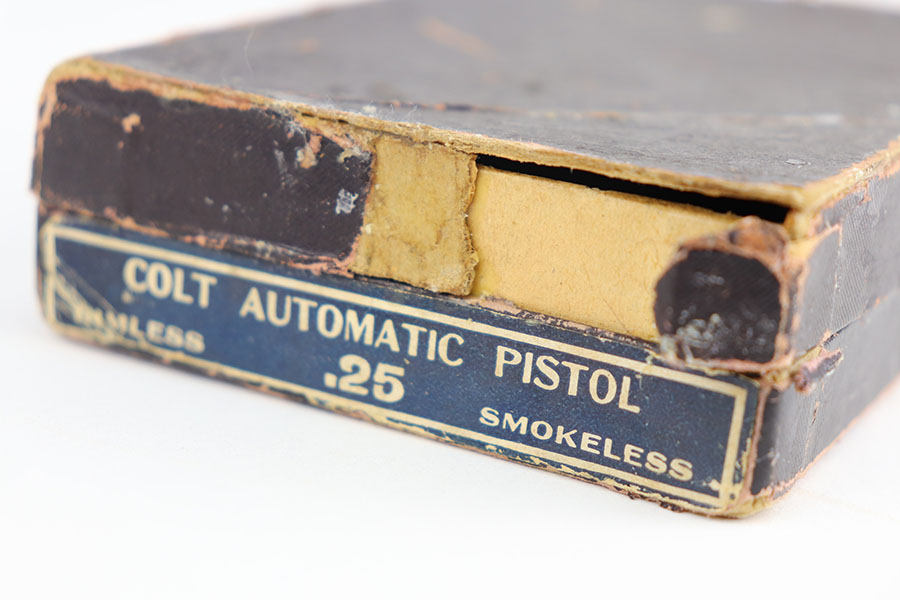 COLT AUTOMATIC PISTOL
.25
SMOKELESS